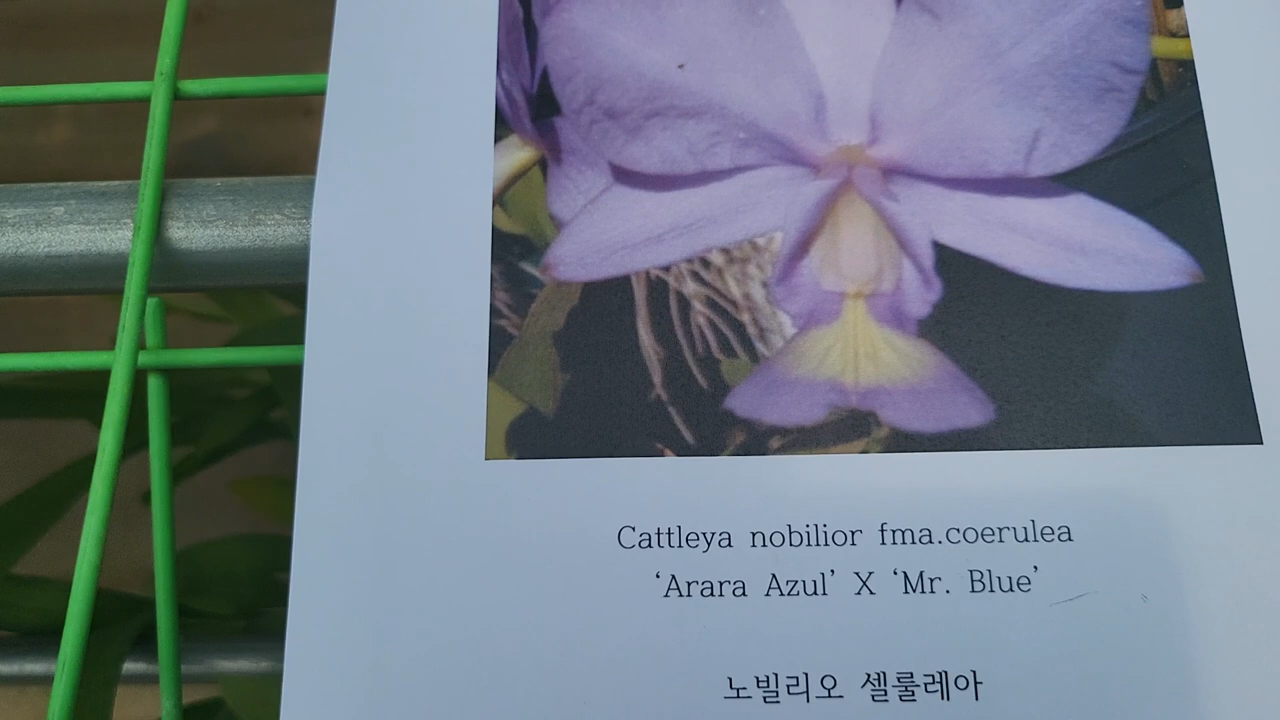 Cattleya nobilior fma.coerulea
‘Arara Azul’ X ‘Mr. Blue’
노빌리오 셀룰레아